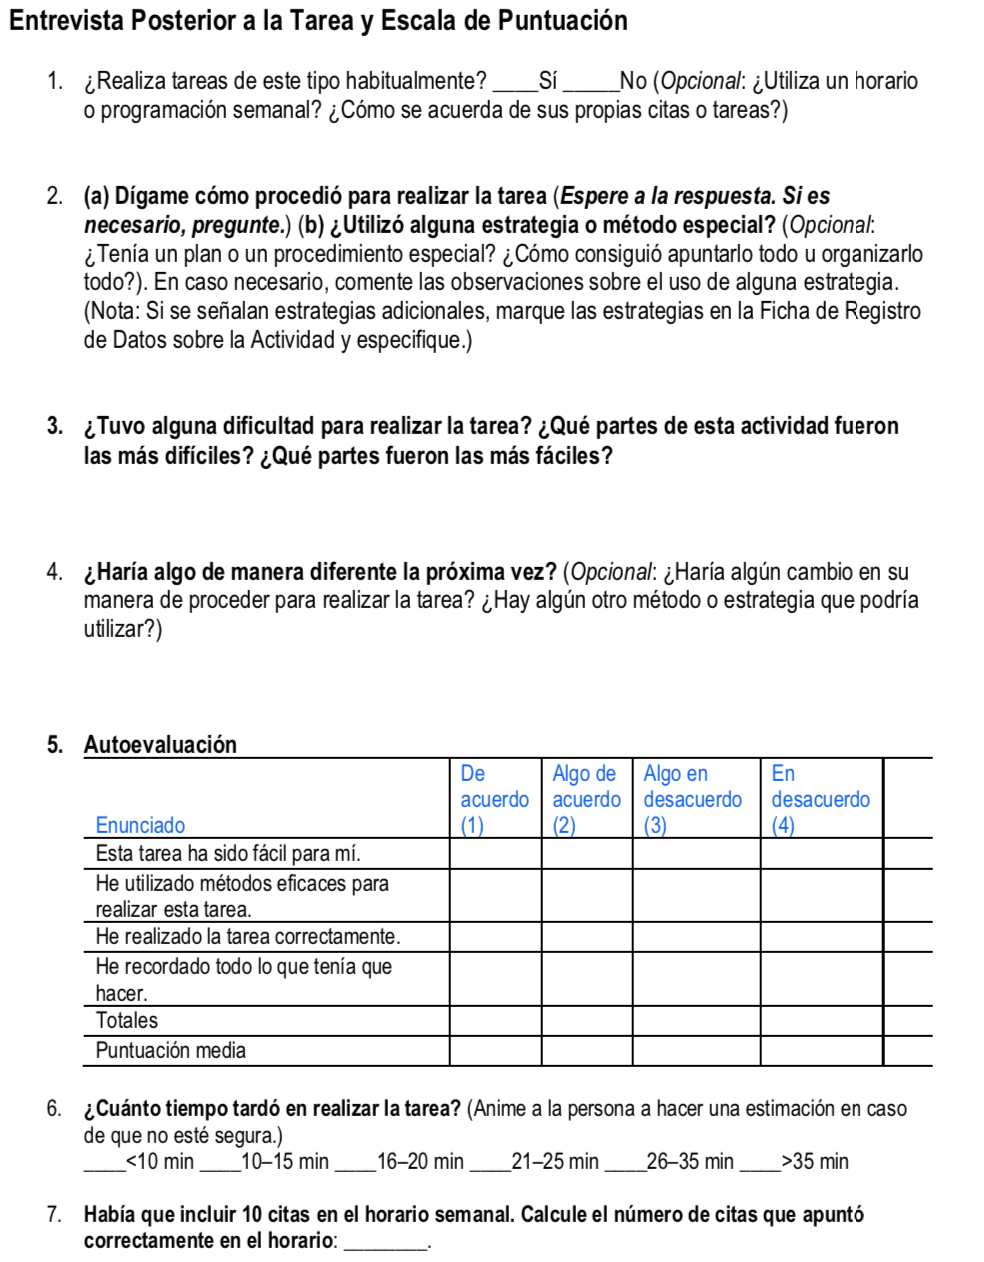 Entrevista Posterior a la Tarea y Escala de Puntuación
1. ¿Realiza tareas de este tipo habitualmente? ____Sí _____No (Opcional: ¿Utiliza un horario
o programación semanal? ¿Cómo se acuerda de sus propias citas o tareas?)
2. (a) Dígame cómo procedió para realizar la tarea (Espere a la respuesta. Si es
necesario, pregunte.) (b) ¿Utilizó alguna estrategia o método especial? (Opcional:
¿Tenía un plan o un procedimiento especial? ¿Cómo consiguió apuntarlo todo u organizarlo
todo?). En caso necesario, comente las observaciones sobre el uso de alguna estrategia.
(Nota: Si se señalan estrategias adicionales, marque las estrategias en la Ficha de Registro
de Datos sobre la Actividad y especifique.)
3. ¿Tuvo alguna dificultad para realizar la tarea? ¿Qué partes de esta actividad fueron
las más difíciles? ¿Qué partes fueron las más fáciles?
4. ¿Haría algo de manera diferente la próxima vez? (Opcional: ¿Haría algún cambio en su
manera de proceder para realizar la tarea? ¿Hay algún otro método o estrategia que podría
utilizar?)
5. Autoevaluación
De Algo de Algo en En
acuerdo acuerdo desacuerdo desacuerdo
Enunciado (1) (2) (3) (4)
Esta tarea ha sido fácil para mí.
He utilizado métodos eficaces para
realizar esta tarea.
He realizado la tarea correctamente.
He recordado todo lo que tenía que
hacer.
Totales
Puntuación media
6. ¿Cuánto tiempo tardó en realizar la tarea? (Anime a la persona a hacer una estimación en caso
de que no esté segura.)
____<10 min ____10–15 min ____16–20 min ____21–25 min ____26–35 min ____>35 min
7. Había que incluir 10 citas en el horario semanal. Calcule el número de citas que apuntó
correctamente en el horario: ________.